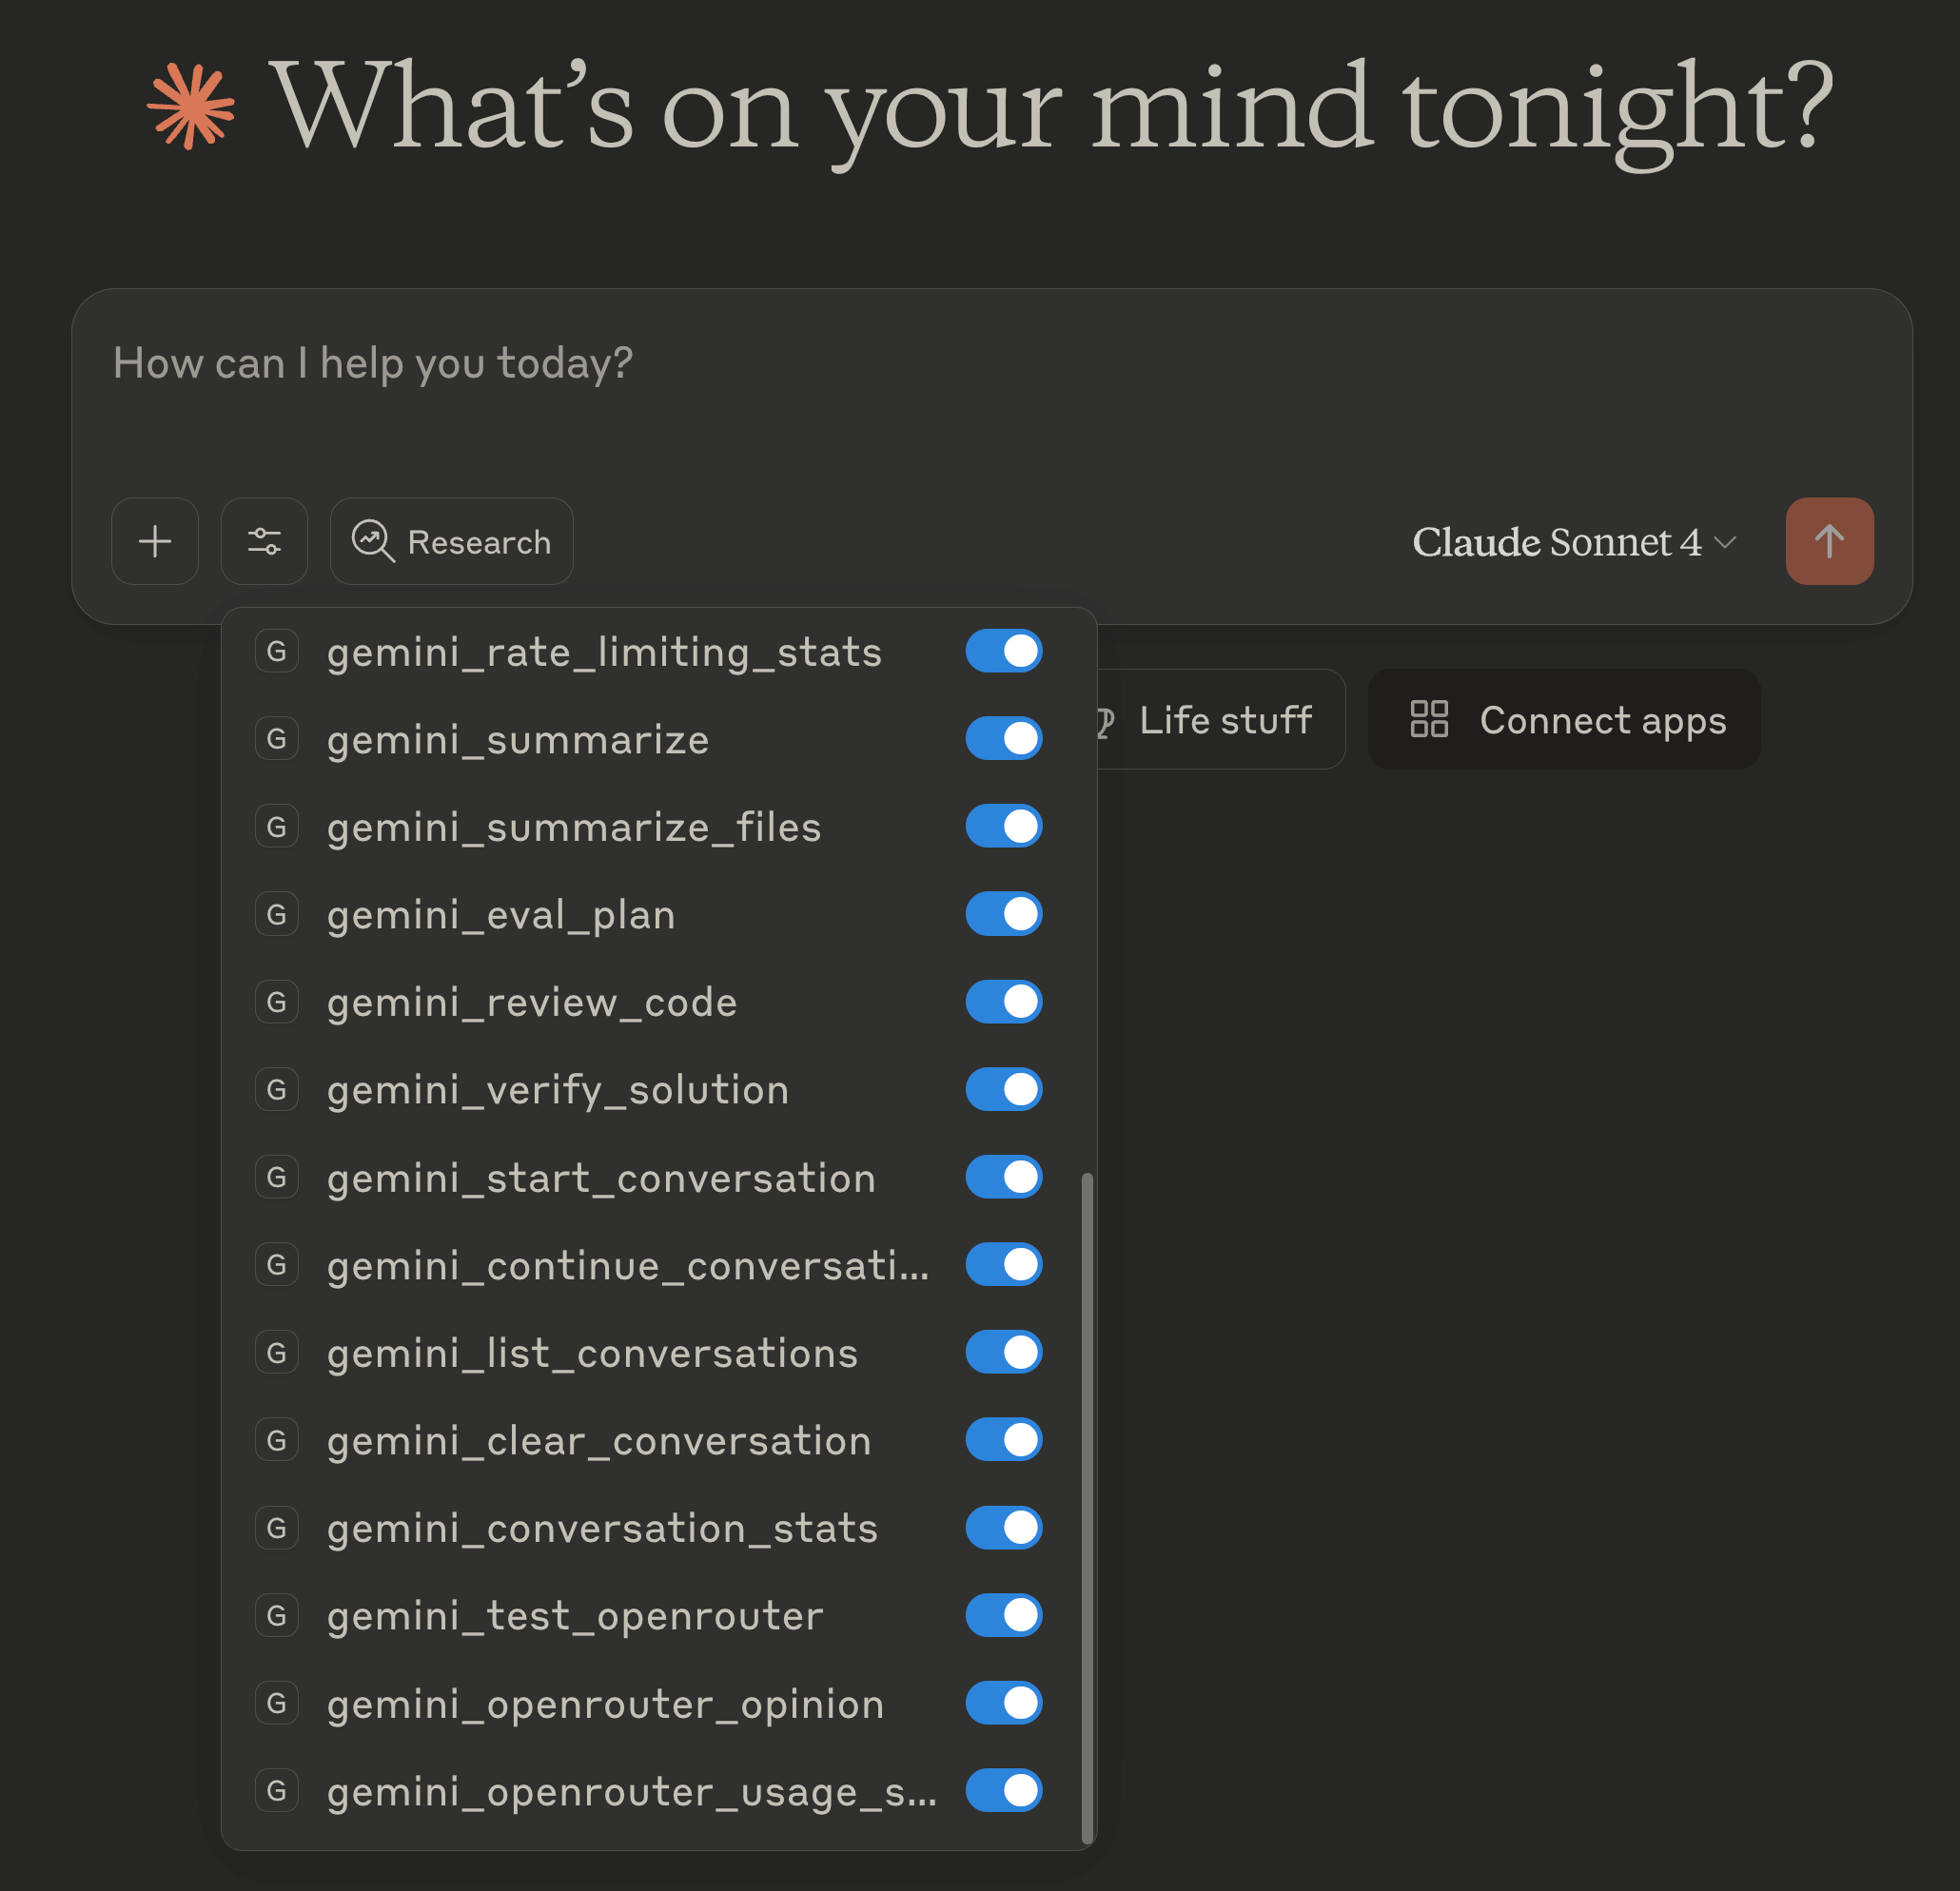 What’s on your mind tonight?
How can I help you today?
Research
Claude Sonnet 4
G gemini_rate_limiting_stats
Life stuff
Connect apps
G gemini_summarize
G gemini_summarize_files
G gemini_eval_plan
G gemini_review_code
G gemini_verify_solution
G gemini_start_conversation
G gemini_continue_conversati...
G gemini_list_conversations
G gemini_clear_conversation
G gemini_conversation_stats
G gemini_test_openrouter
G gemini_openrouter_opinion
G gemini_openrouter_usage_s...